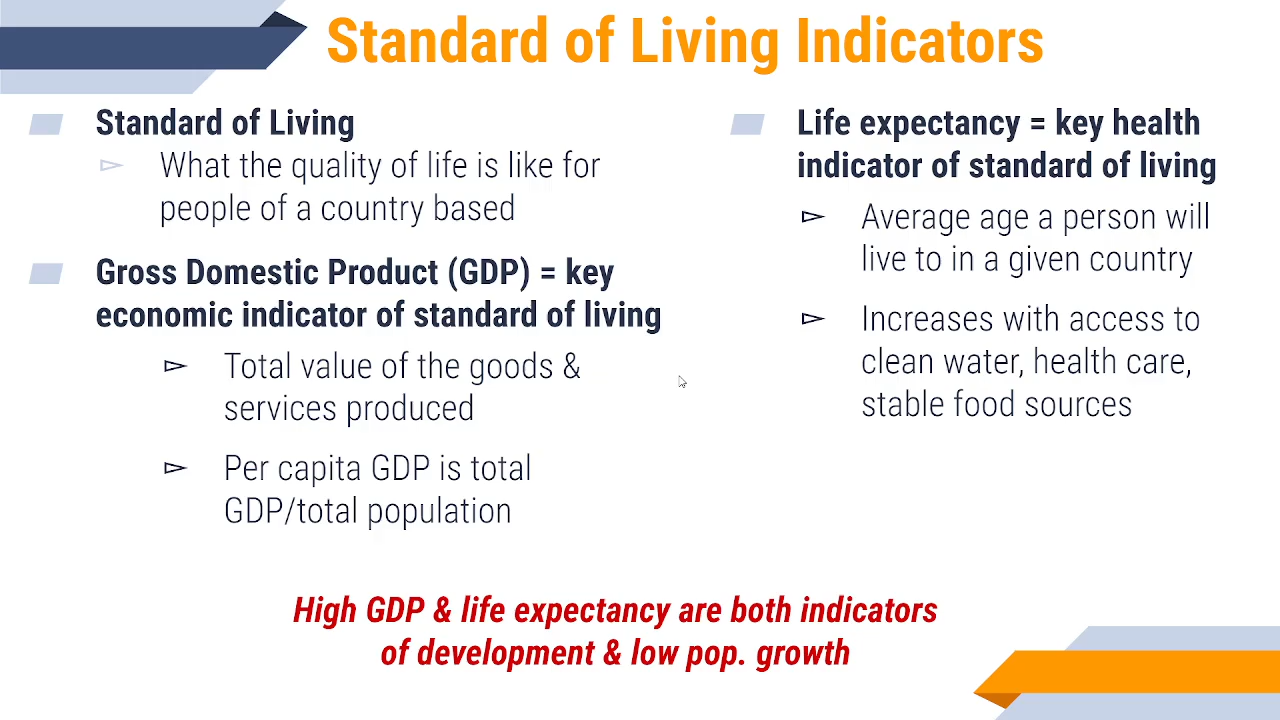 Standard of Living Indicators
Standard of Living
What the quality of life is like for
people of a country based
Gross Domestic Product (GDP) = key
economic indicator of standard of living
Total value of the goods &
services produced
Per capita GDP is total
GDP/total population
Life expectancy = key health
indicator of standard of living
Average age a person will
live to in a given country
Increases with access to
clean water, health care,
stable food sources
High GDP & life expectancy are both indicators
of development & low pop. growth